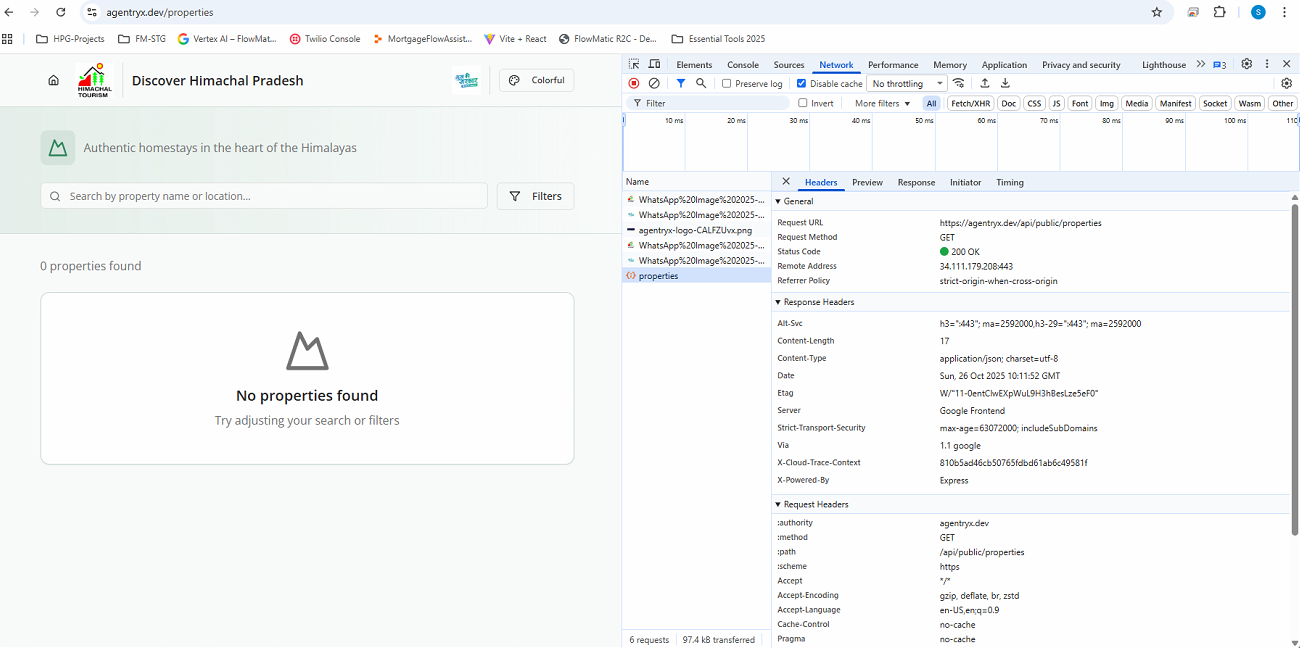 agentryx.dev/properties
S
HPG-Projects
FM-STG
Vertex AI – FlowMat...
Twilio Console
MortgageFlowAssist...
Vite + React
FlowMatic R2C - De...
Essential Tools 2025
HIMACHAL
TOURISM
Discover Himachal Pradesh
Colorful
Authentic homestays in the heart of the Himalayas
Search by property name or location...
Filters
0 properties found
No properties found
Try adjusting your search or filters
Elements Console Sources Network Performance Memory Application Privacy and security Lighthouse 3
Preserve log Disable cache No throttling
Filter Invert More filters All Fetch/XHR Doc CSS JS Font Img Media Manifest Socket Wasm Other
10 ms 20 ms 30 ms 40 ms 50 ms 60 ms 70 ms 80 ms 90 ms 100 ms 110
Name
WhatsApp%20Image%202025-...
WhatsApp%20Image%202025-...
agentryx-logo-CALFZUvx.png
WhatsApp%20Image%202025-...
WhatsApp%20Image%202025-...
properties
6 requests 97.4 kB transferred
Headers Preview Response Initiator Timing
General
Request URL https://agentryx.dev/api/public/properties
Request Method GET
Status Code 200 OK
Remote Address 34.111.179.208:443
Referrer Policy strict-origin-when-cross-origin
Response Headers
Alt-Svc h3=":443"; ma=2592000,h3-29=":443"; ma=2592000
Content-Length 17
Content-Type application/json; charset=utf-8
Date Sun, 26 Oct 2025 10:11:52 GMT
Etag W/"11-0entCiwEXpWuL9H3hBesLze5eF0"
Server Google Frontend
Strict-Transport-Security max-age=63072000; includeSubDomains
Via 1.1 google
X-Cloud-Trace-Context 810b5ad46cb50765fdbd61ab6c49581f
X-Powered-By Express
Request Headers
:authority agentryx.dev
:method GET
:path /api/public/properties
:scheme https
Accept */*
Accept-Encoding gzip, deflate, br, zstd
Accept-Language en-US,en;q=0.9
Cache-Control no-cache
Pragma no-cache